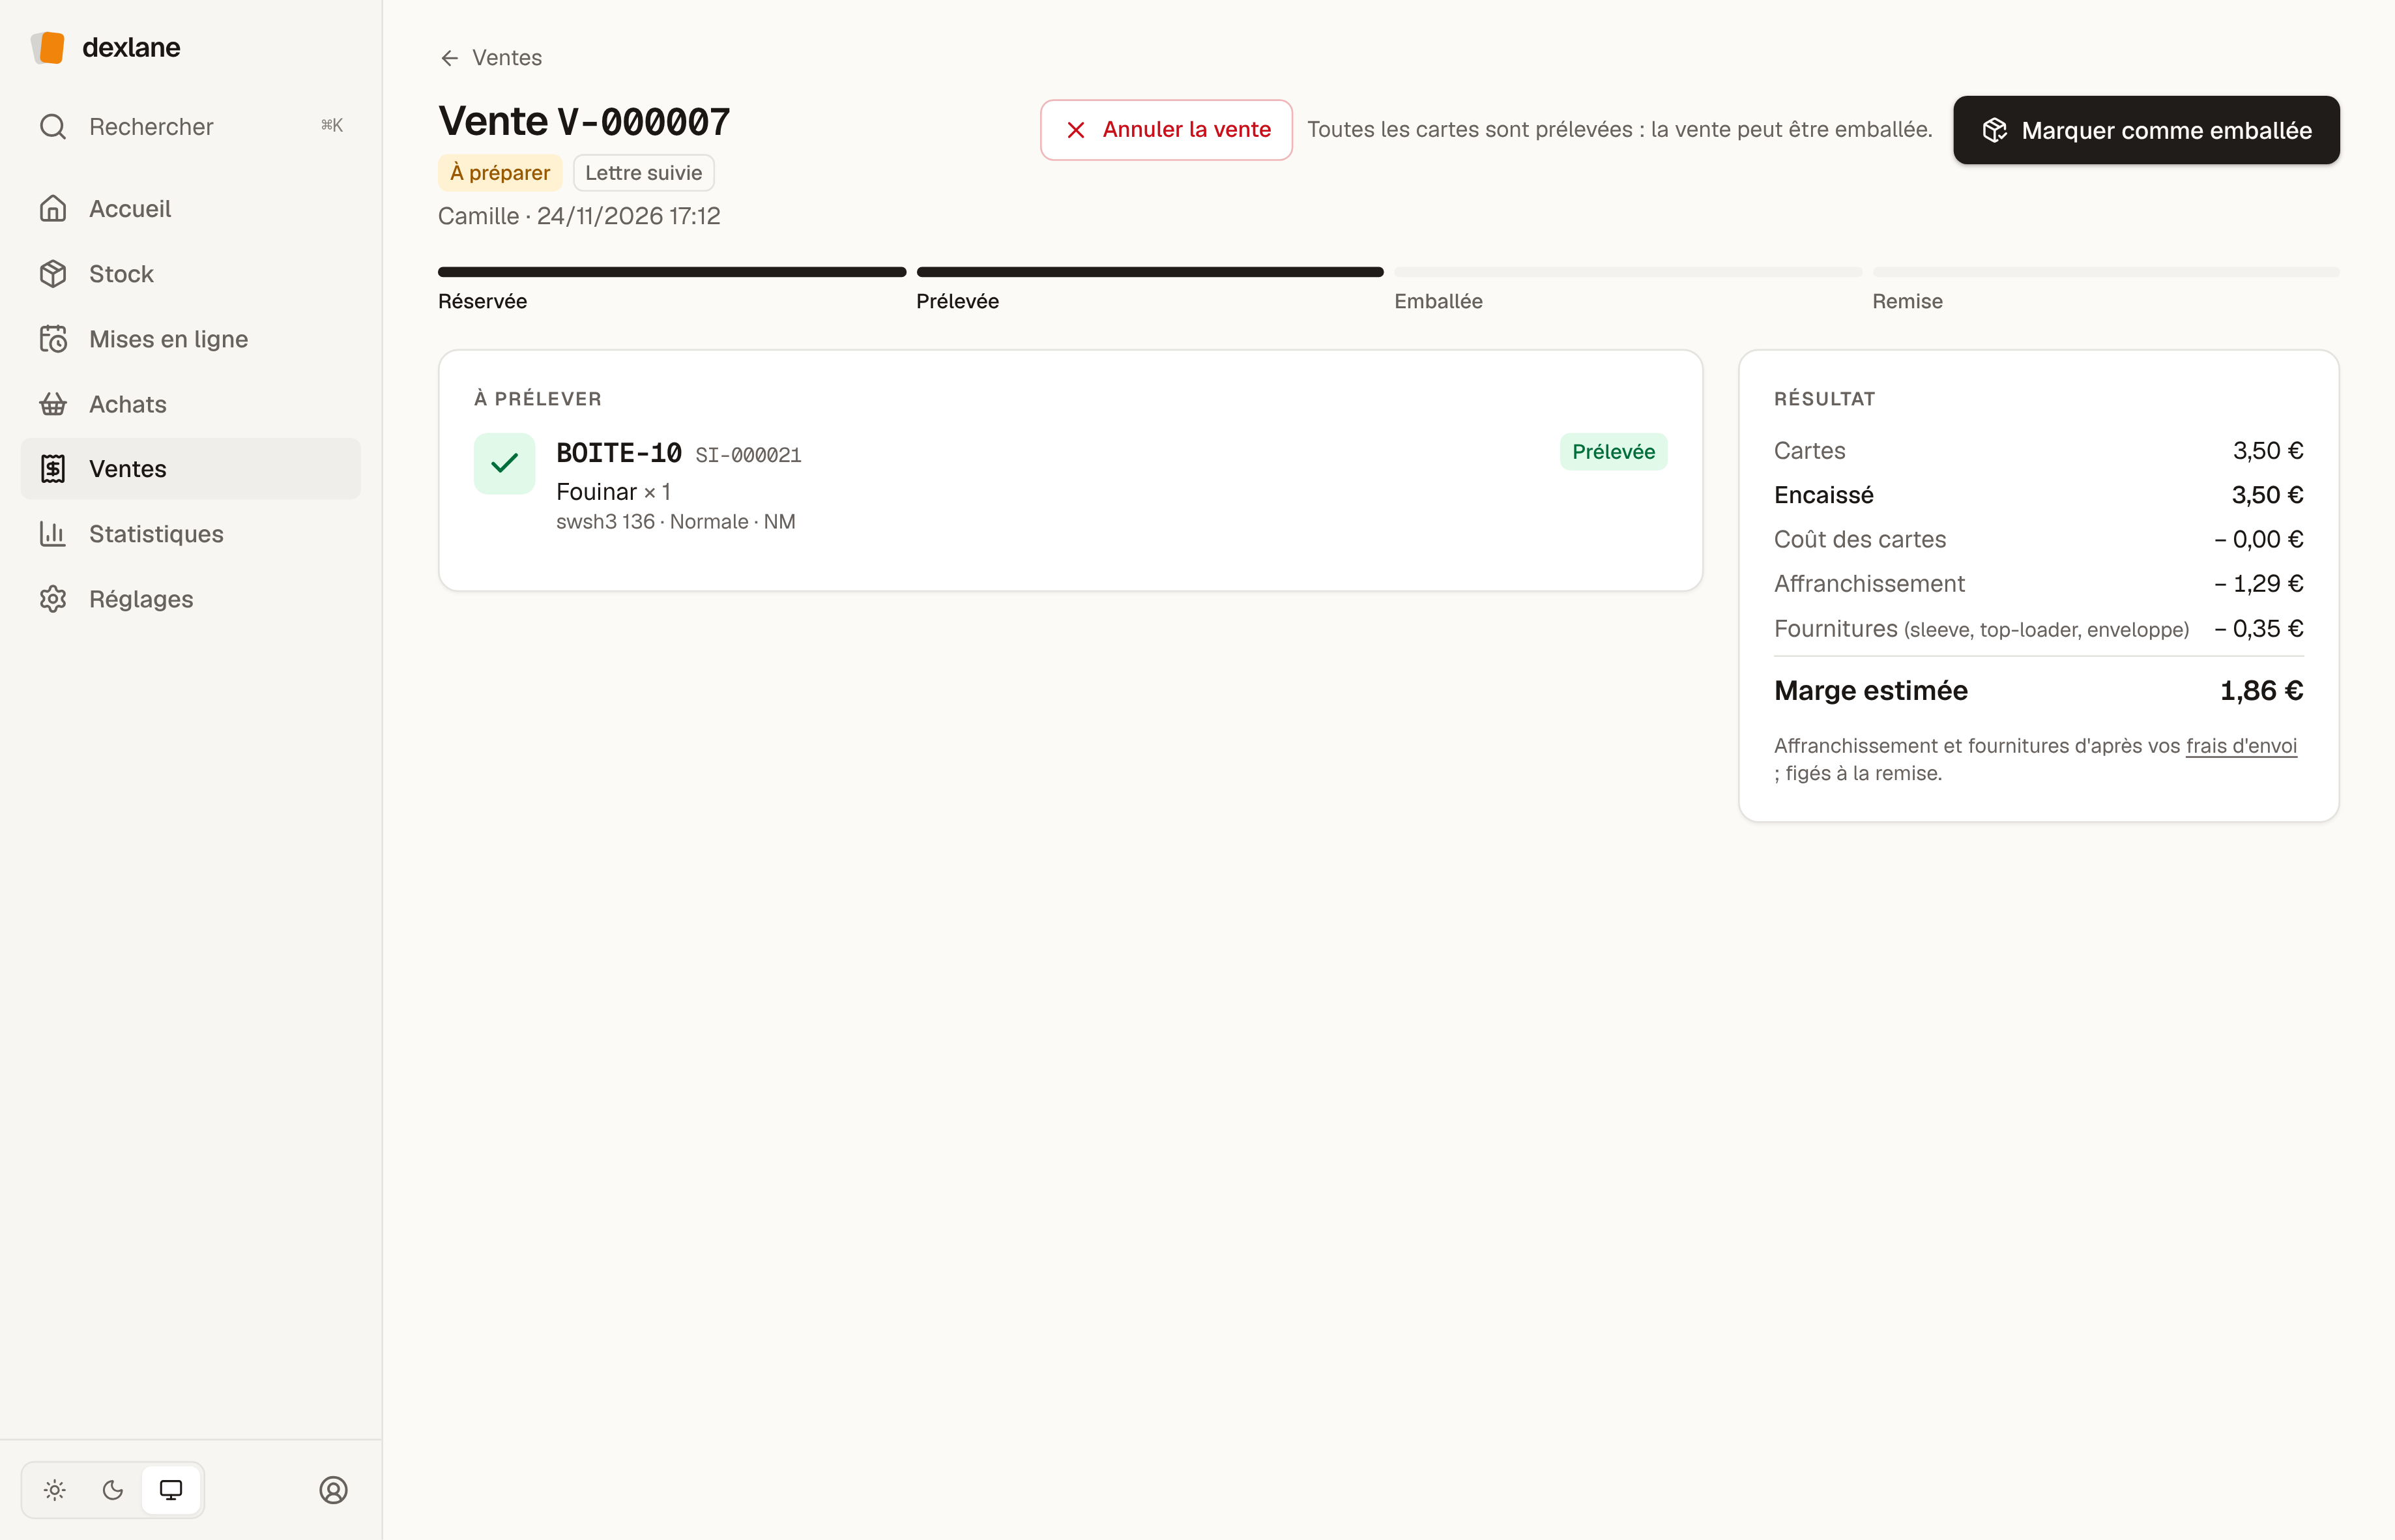 dexlane
Rechercher ⌘K
Accueil
Stock
Mises en ligne
Achats
Ventes
Statistiques
Réglages
← Ventes
Vente V-000007
À préparer Lettre suivie
Camille · 24/11/2026 17:12
Annuler la vente
Toutes les cartes sont prélevées : la vente peut être emballée.
Marquer comme emballée
Réservée
Prélevée
Emballée
Remise
À PRÉLEVER
BOITE-10 SI-000021
Prélevée
Fouinar × 1
swsh3 136 · Normale · NM
RÉSULTAT
Cartes 3,50 €
Encaissé 3,50 €
Coût des cartes – 0,00 €
Affranchissement – 1,29 €
Fournitures (sleeve, top-loader, enveloppe) – 0,35 €
Marge estimée 1,86 €
Affranchissement et fournitures d'après vos frais d'envoi
; figés à la remise.